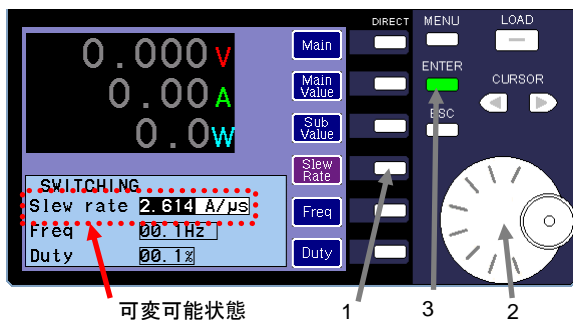 DIRECT MENU LOAD
0.000V
0.00A
0.0W
Main
Main
Value
Sub
Value
Slew
Rate
Freq
Duty
ENTER
CURSOR
ESC
SWITCHING
Slew rate 2.614 A/μs
Freq 00.1Hz
Duty 00.1%
可変可能状態
1
3
2